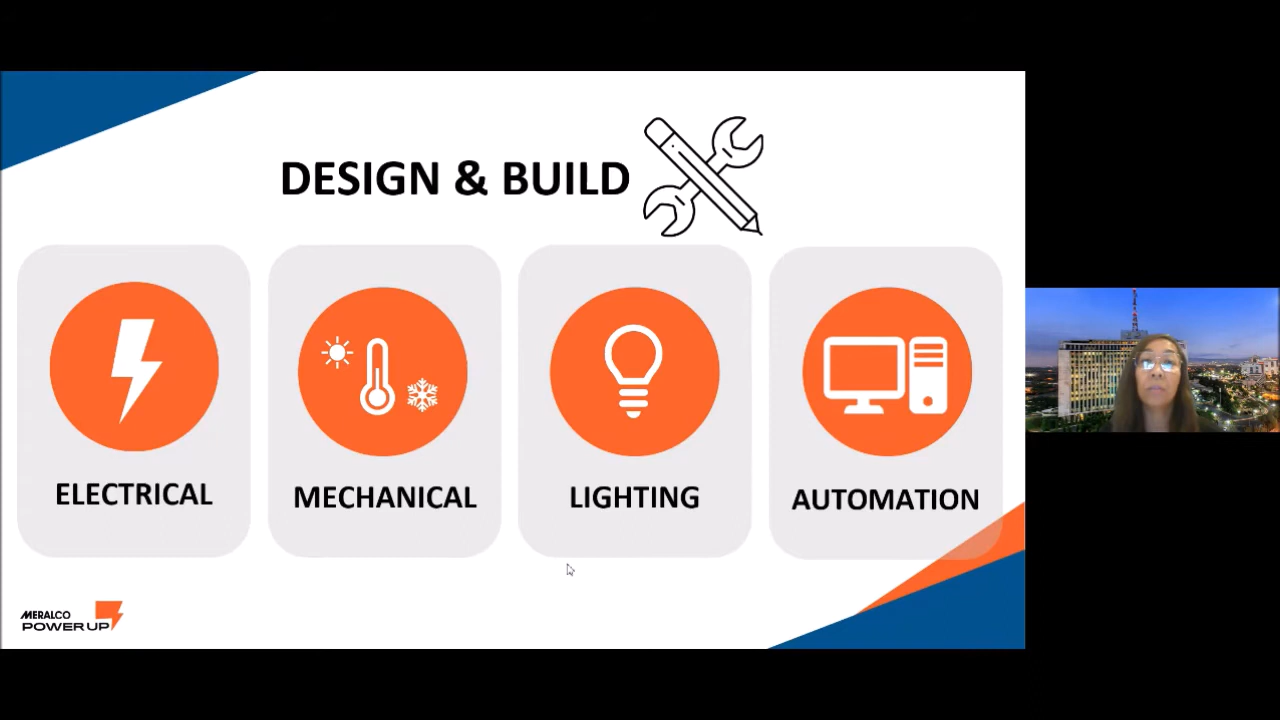 DESIGN & BUILD
ELECTRICAL
MECHANICAL
LIGHTING
AUTOMATION
MERALCO
POWER UP